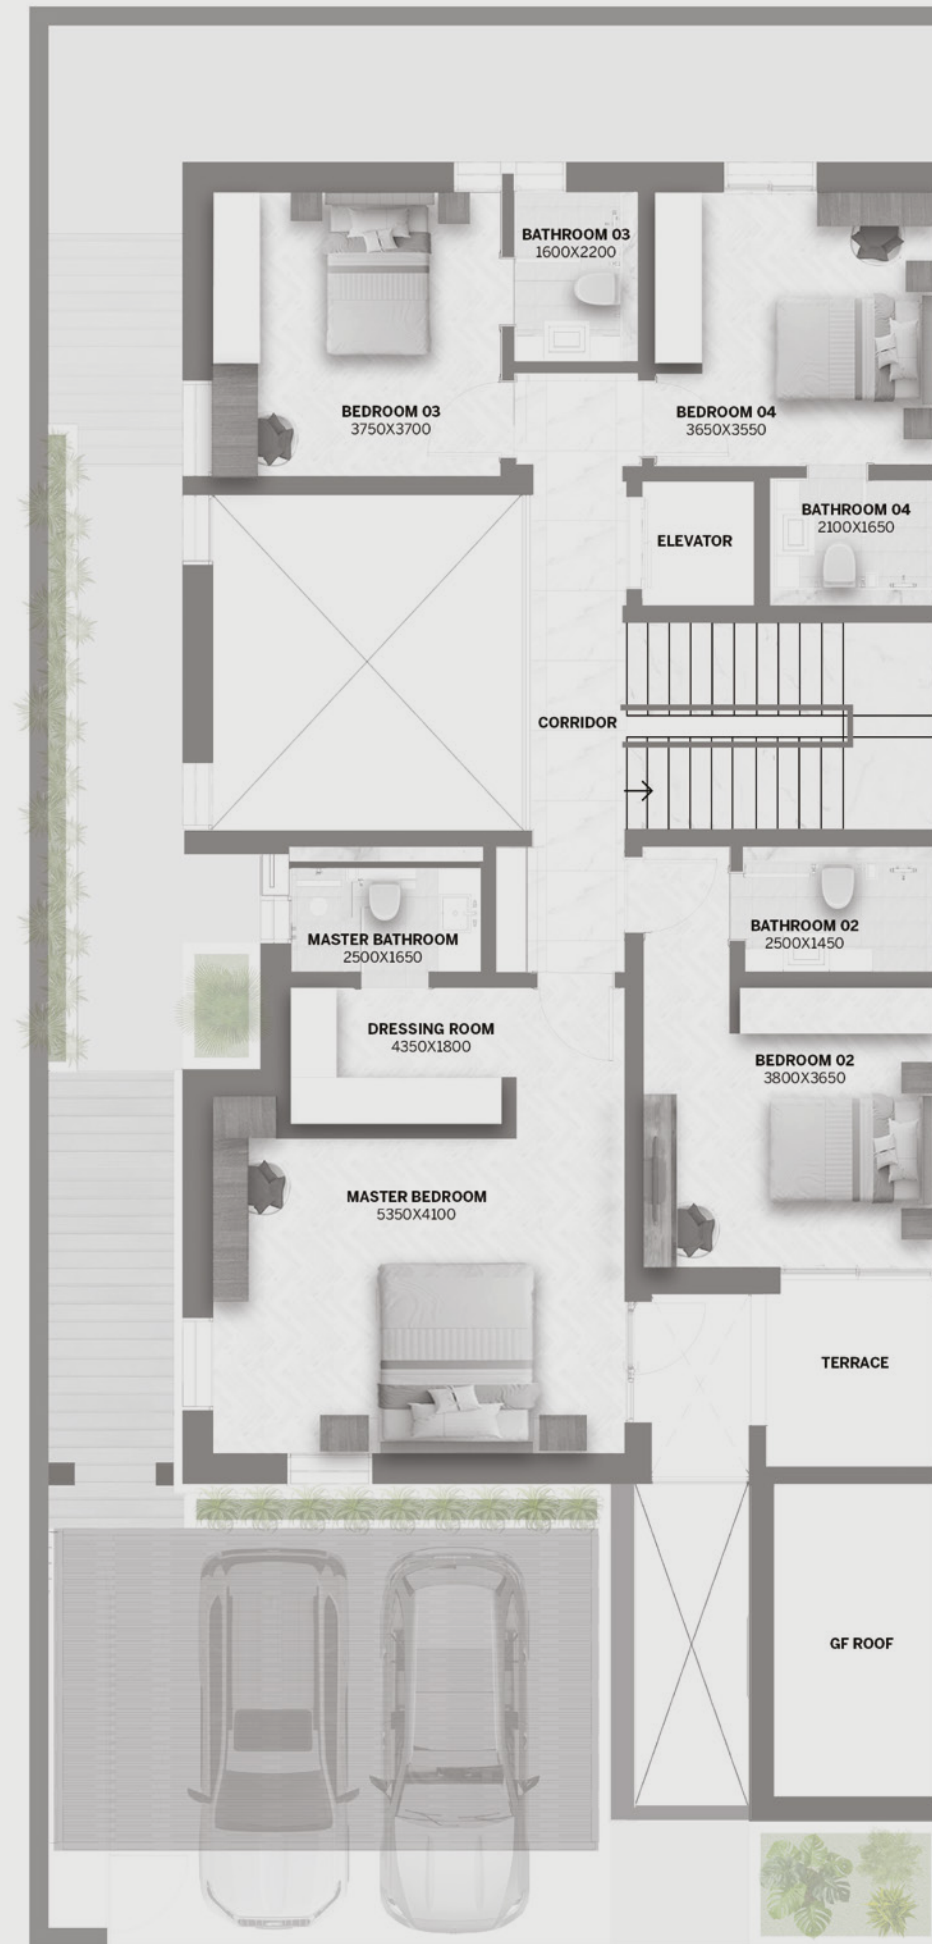 BATHROOM 03
1600X2200
BEDROOM 03
3750X3700
BEDROOM 04
3650X3550
BATHROOM 04
2100X1650
ELEVATOR
CORRIDOR
MASTER BATHROOM
2500X1650
BATHROOM 02
2500X1450
DRESSING ROOM
4350X1800
BEDROOM 02
3800X3650
MASTER BEDROOM
5350X4100
TERRACE
GF ROOF